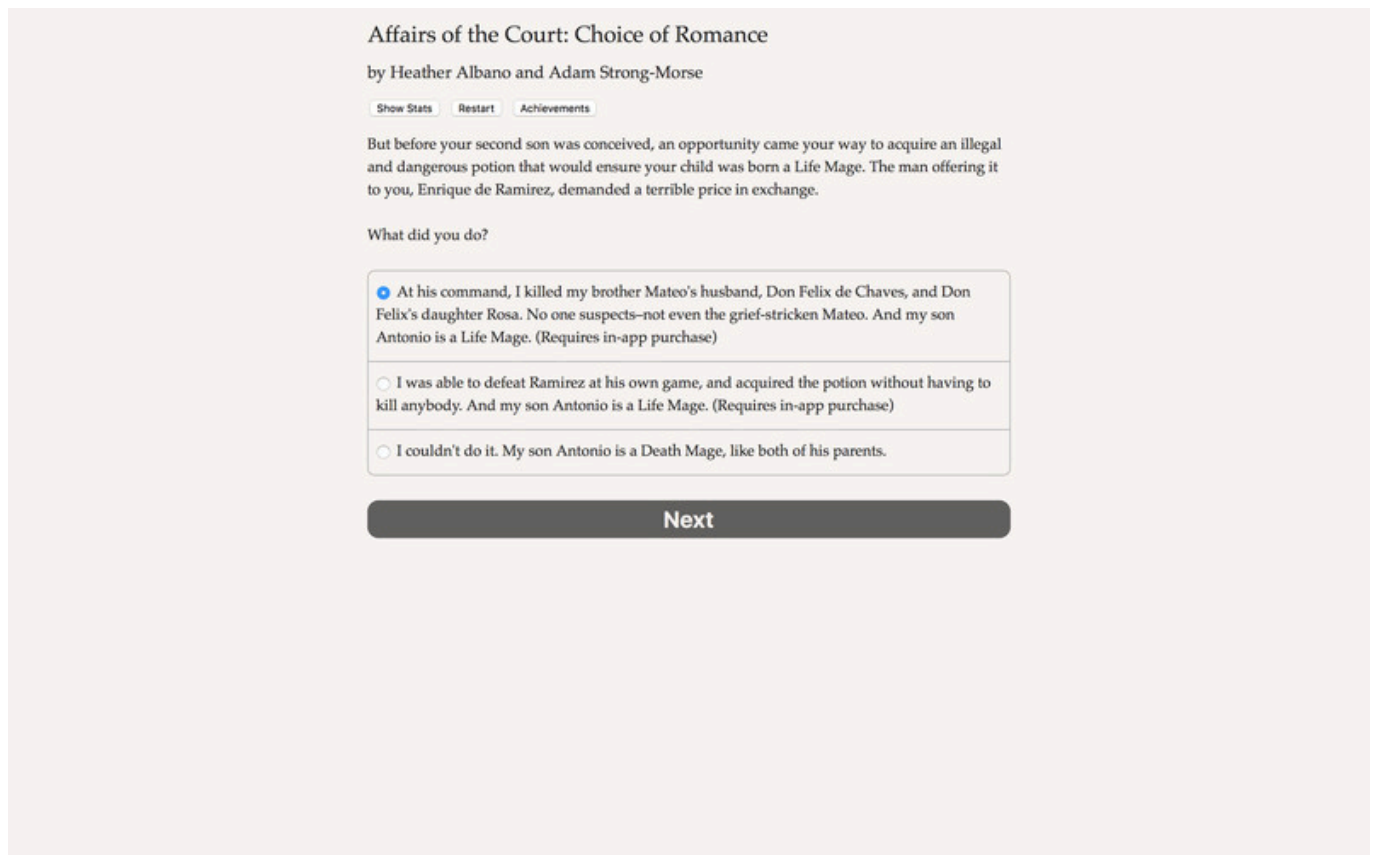 Affairs of the Court: Choice of Romance
by Heather Albano and Adam Strong-Morse
Show Stats Restart Achievements
But before your second son was conceived, an opportunity came your way to acquire an illegal
and dangerous potion that would ensure your child was born a Life Mage. The man offering it
to you, Enrique de Ramirez, demanded a terrible price in exchange.
What did you do?
At his command, I killed my brother Mateo's husband, Don Felix de Chaves, and Don
Felix's daughter Rosa. No one suspects–not even the grief-stricken Mateo. And my son
Antonio is a Life Mage. (Requires in-app purchase)
I was able to defeat Ramirez at his own game, and acquired the potion without having to
kill anybody. And my son Antonio is a Life Mage. (Requires in-app purchase)
I couldn't do it. My son Antonio is a Death Mage, like both of his parents.
Next